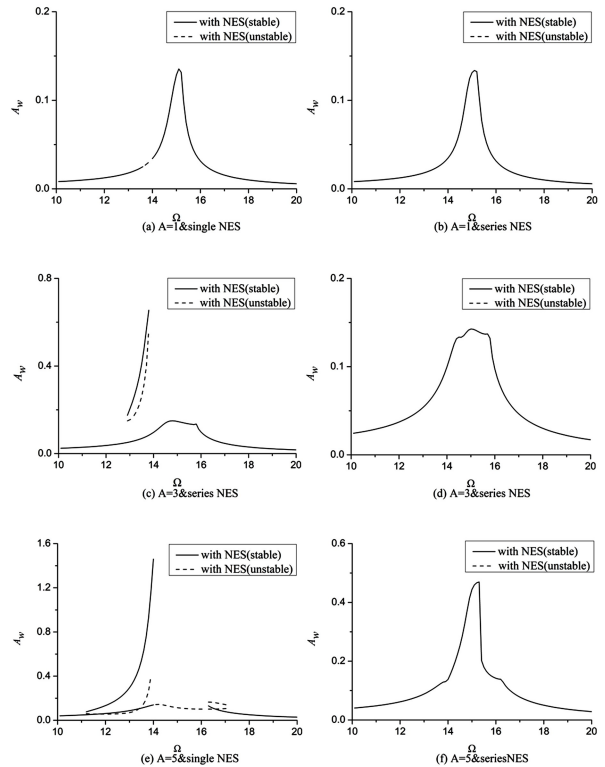 with NES(stable)
with NES(unstable)
0.2
0.1
0.0
A_w
10 12 14 16 18 20
Ω
(a) A=1&single NES
with NES(stable)
with NES(unstable)
0.2
0.1
0.0
A_w
10 12 14 16 18 20
Ω
(b) A=1&series NES
with NES(stable)
with NES(unstable)
0.8
0.4
0.0
A_w
10 12 14 16 18 20
Ω
(c) A=3&series NES
with NES(stable)
with NES(unstable)
0.2
0.1
0.0
A_w
10 12 14 16 18 20
Ω
(d) A=3&series NES
with NES(stable)
with NES(unstable)
1.6
1.2
0.8
0.4
0.0
A_w
10 12 14 16 18 20
Ω
(e) A=5&single NES
with NES(stable)
with NES(unstable)
0.6
0.4
0.2
0.0
A_w
10 12 14 16 18 20
Ω
(f) A=5&seriesNES